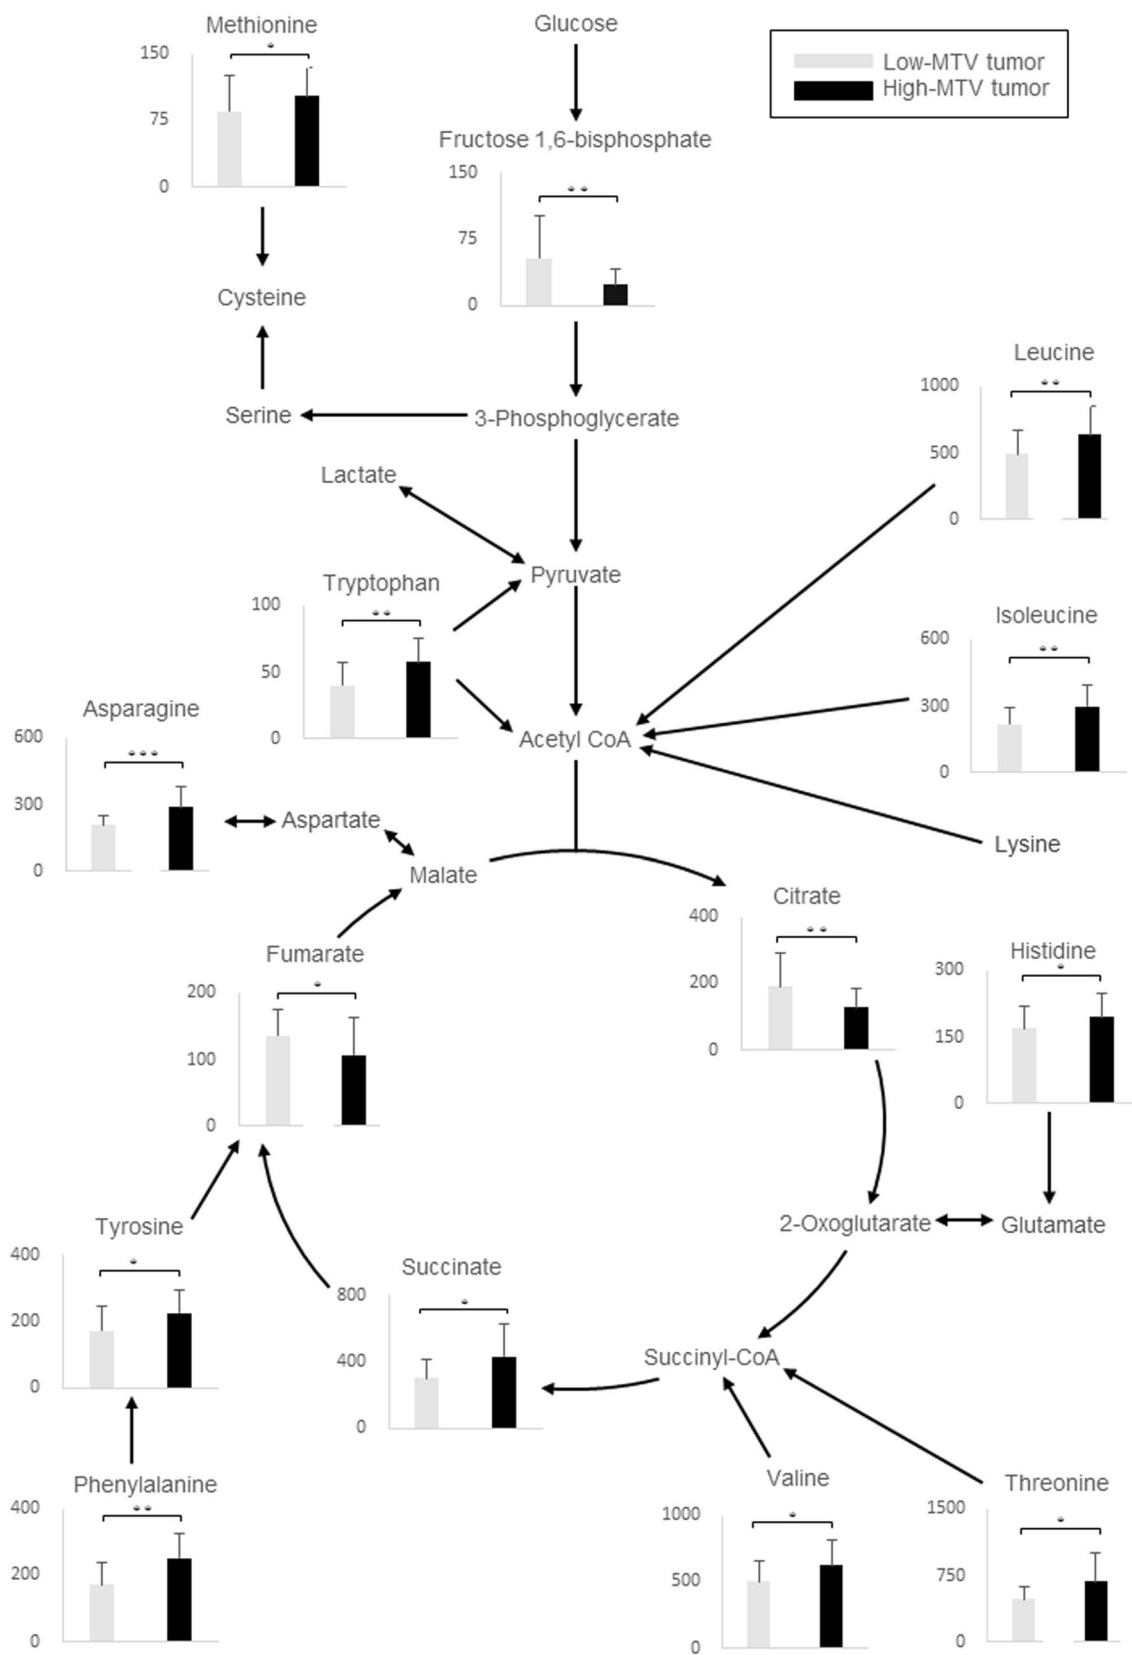 Methionine
150
*
75
0
Glucose
Low-MTV tumor
High-MTV tumor
Fructose 1,6-bisphosphate
150
**
75
0
Cysteine
Serine
3-Phosphoglycerate
Leucine
1000
**
500
0
Lactate
Pyruvate
Tryptophan
100
**
50
0
Isoleucine
600
**
300
0
Asparagine
600
***
300
0
Acetyl CoA
Aspartate
Malate
Lysine
Citrate
400
**
200
0
Fumarate
200
*
100
0
Histidine
300
*
150
0
2-Oxoglutarate
Glutamate
Tyrosine
400
*
200
0
Succinate
800
*
400
0
Succinyl-CoA
Phenylalanine
400
**
200
0
Valine
1000
*
500
0
Threonine
1500
*
750
0